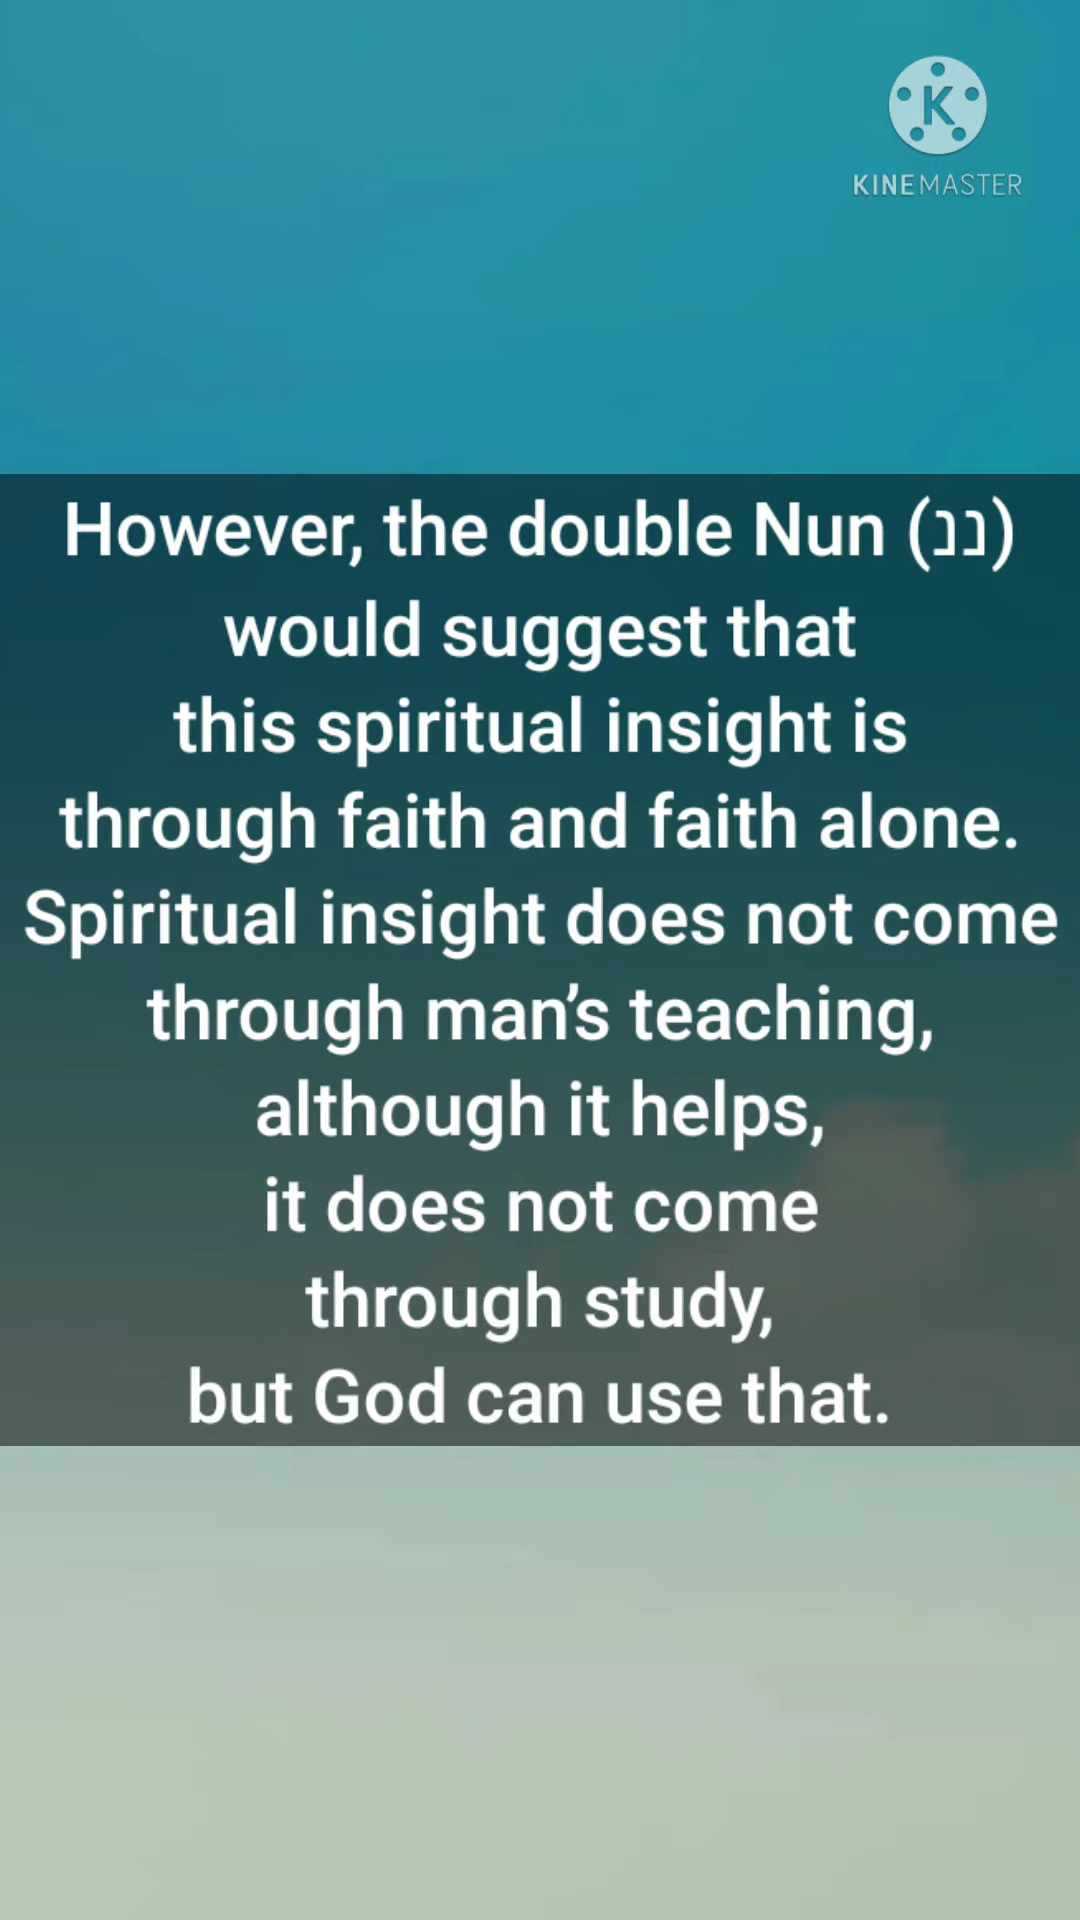 KINEMASTER
However, the double Nun (ננ)
would suggest that
this spiritual insight is
through faith and faith alone.
Spiritual insight does not come
through man’s teaching,
although it helps,
it does not come
through study,
but God can use that.